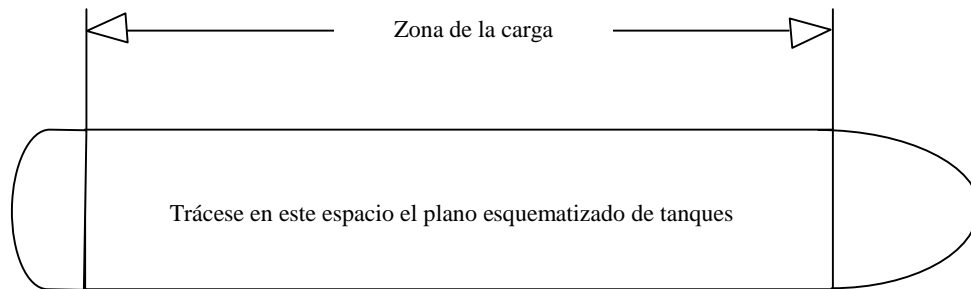 Zona de la carga
Trácese en este espacio el plano esquematizado de tanques